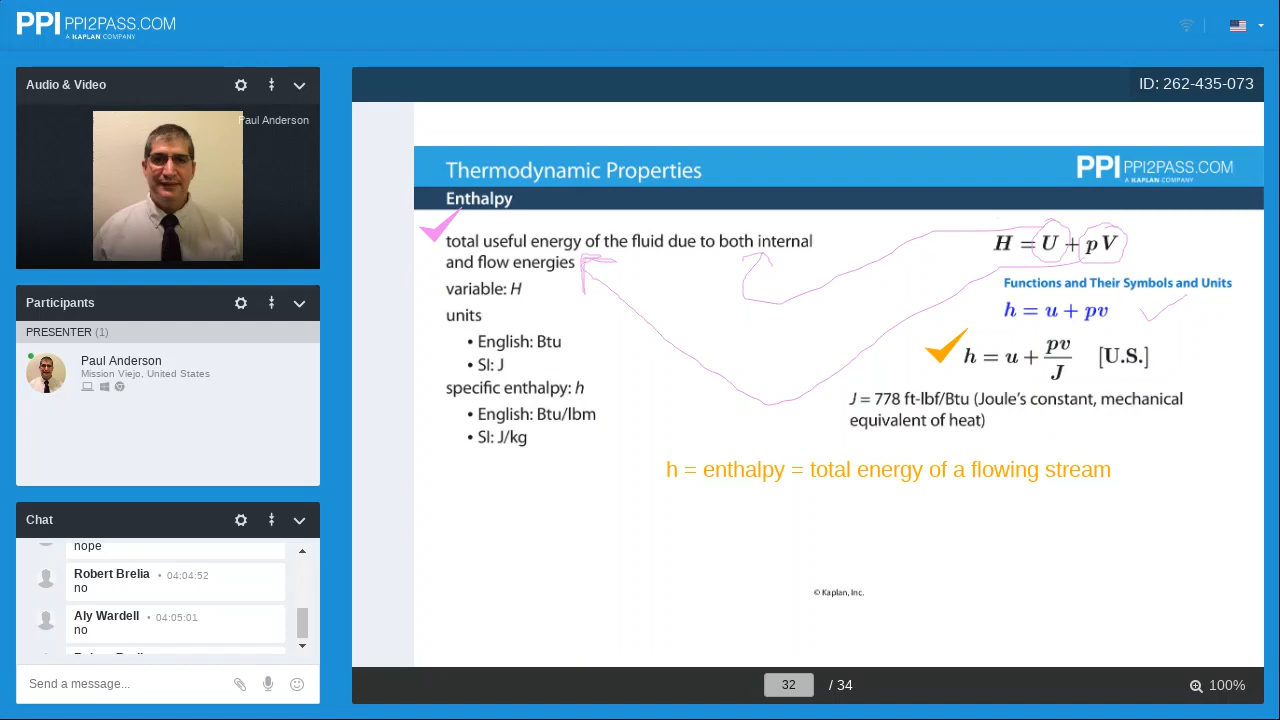 PPI PPI2PASS.COM
A KAPLAN COMPANY
Audio & Video
Paul Anderson
Participants
PRESENTER (1)
Paul Anderson
Mission Viejo, United States
Chat
nope
Robert Brelia • 04:04:52
no
Aly Wardell • 04:05:01
no
Send a message...
ID: 262-435-073
Thermodynamic Properties
PPI PPI2PASS.COM
A KAPLAN COMPANY
Enthalpy
total useful energy of the fluid due to both internal
and flow energies
variable: H
units
• English: Btu
• SI: J
specific enthalpy: h
• English: Btu/lbm
• SI: J/kg
H = U + pV
Functions and Their Symbols and Units
h = u + pv
h = u + pv/J [U.S.]
J = 778 ft-lbf/Btu (Joule's constant, mechanical
equivalent of heat)
h = enthalpy = total energy of a flowing stream
© Kaplan, Inc.
32 / 34
100%